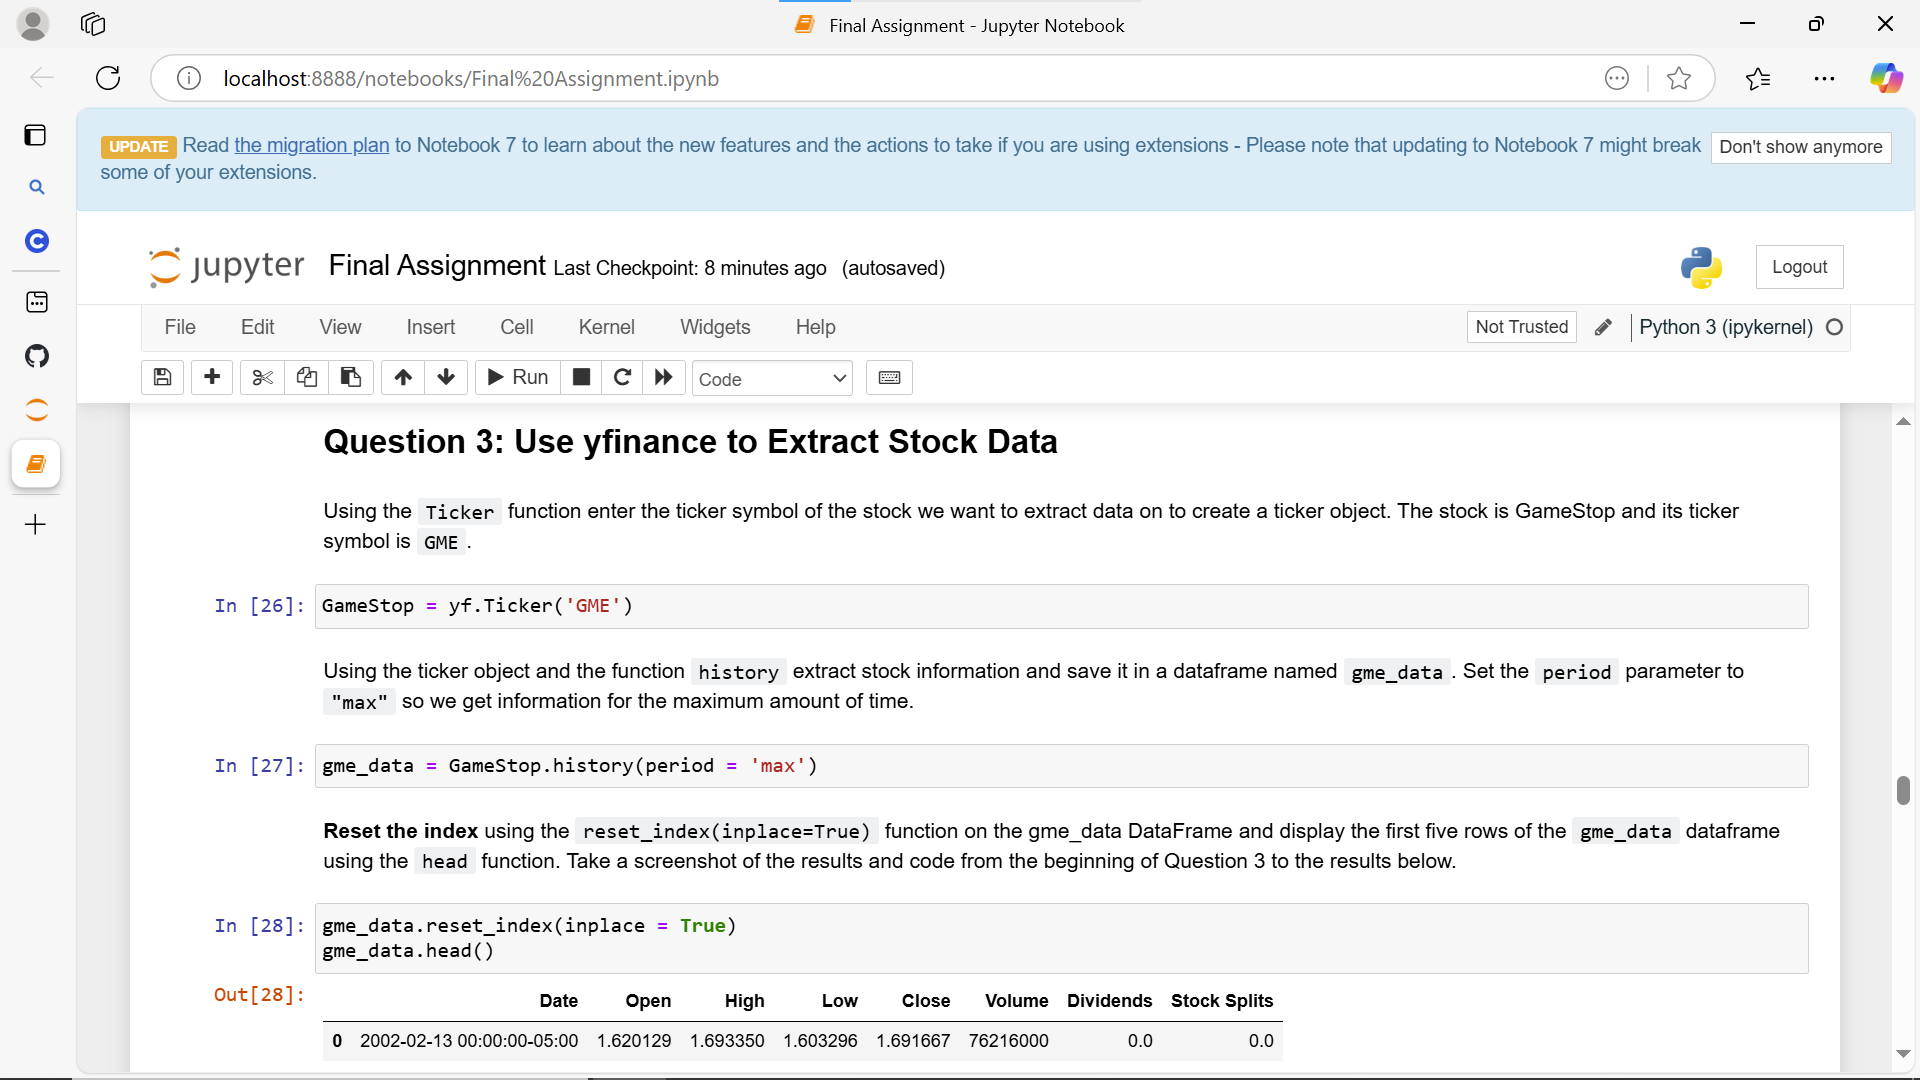 Final Assignment - Jupyter Notebook
localhost:8888/notebooks/Final%20Assignment.ipynb
UPDATE Read the migration plan to Notebook 7 to learn about the new features and the actions to take if you are using extensions - Please note that updating to Notebook 7 might break
some of your extensions.
Don't show anymore
jupyter Final Assignment Last Checkpoint: 8 minutes ago (autosaved)
Logout
File Edit View Insert Cell Kernel Widgets Help
Not Trusted Python 3 (ipykernel)
Run Code
Question 3: Use yfinance to Extract Stock Data
Using the Ticker function enter the ticker symbol of the stock we want to extract data on to create a ticker object. The stock is GameStop and its ticker
symbol is GME .
In [26]: GameStop = yf.Ticker('GME')
Using the ticker object and the function history extract stock information and save it in a dataframe named gme_data . Set the period parameter to
"max" so we get information for the maximum amount of time.
In [27]: gme_data = GameStop.history(period = 'max')
Reset the index using the reset_index(inplace=True) function on the gme_data DataFrame and display the first five rows of the gme_data dataframe
using the head function. Take a screenshot of the results and code from the beginning of Question 3 to the results below.
In [28]: gme_data.reset_index(inplace = True)
gme_data.head()
Out[28]:
Date Open High Low Close Volume Dividends Stock Splits
0 2002-02-13 00:00:00-05:00 1.620129 1.693350 1.603296 1.691667 76216000 0.0 0.0